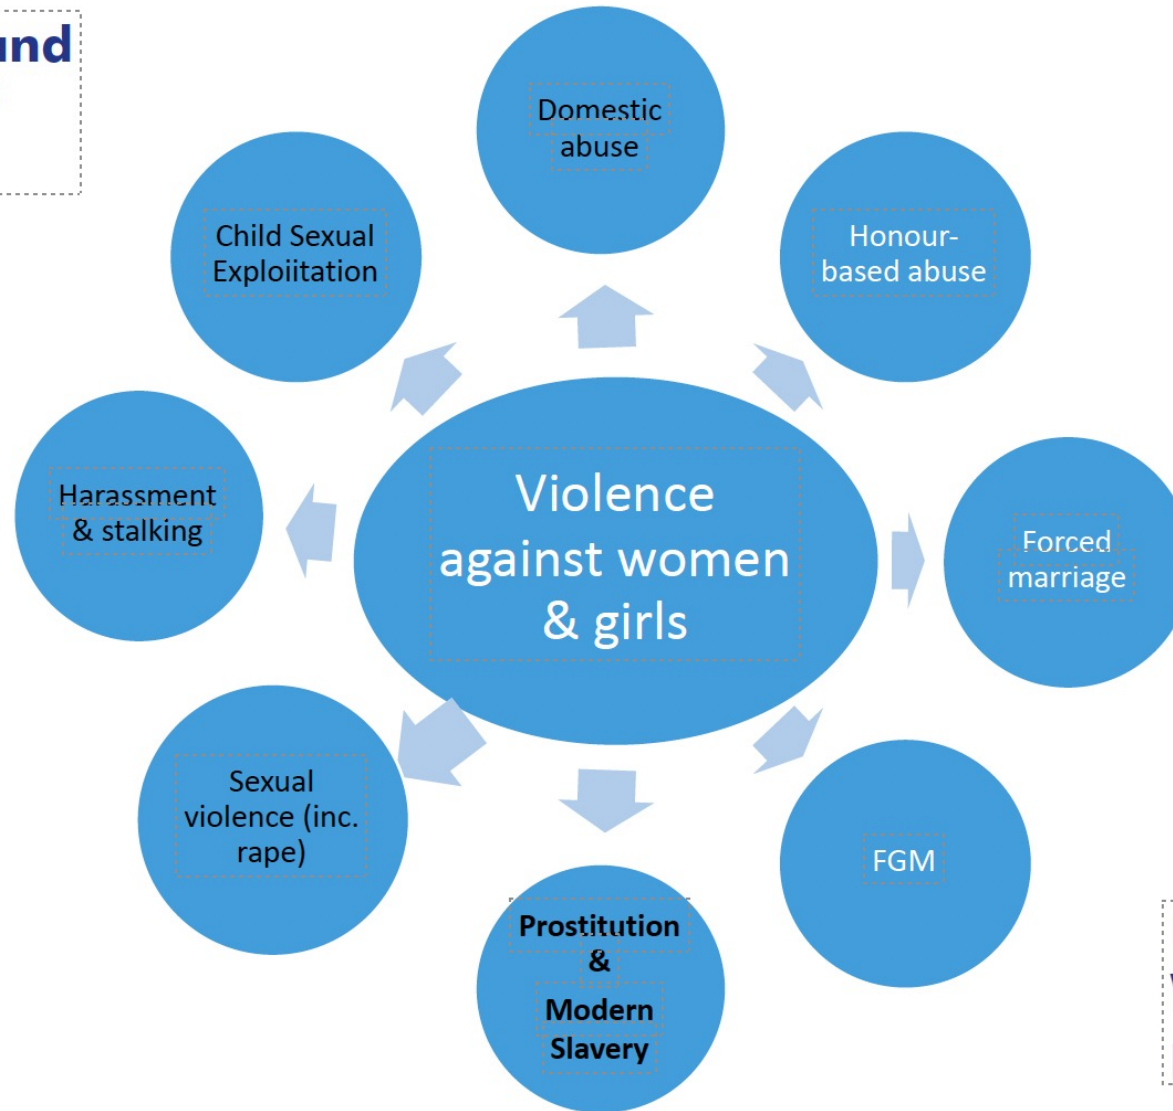 Domestic
abuse
Child Sexual
Exploiitation
Honour-
based abuse
Harassment
& stalking
Violence
against women
& girls
Forced
marriage
Sexual
violence (inc.
rape)
FGM
Prostitution
&
Modern
Slavery